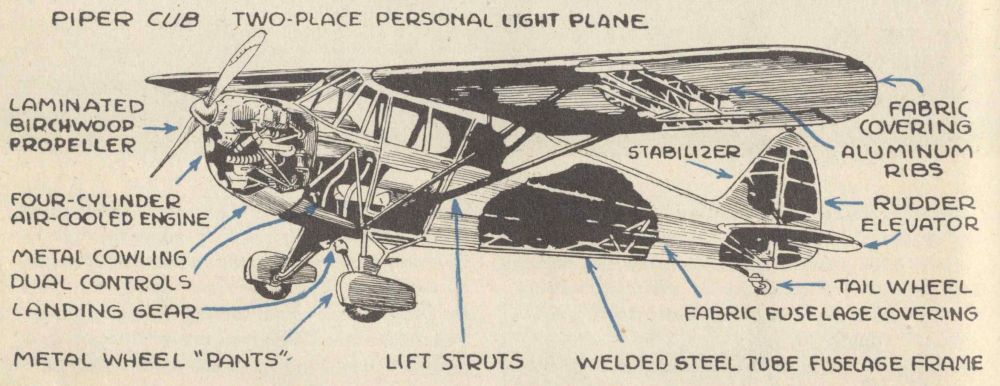 PIPER CUB TWO-PLACE PERSONAL LIGHT PLANE
LAMINATED
BIRCHWOOP
PROPELLER
FOUR-CYLINDER
AIR-COOLED ENGINE
METAL COWLING
DUAL CONTROLS
LANDING GEAR
METAL WHEEL "PANTS"
LIFT STRUTS
WELDED STEEL TUBE FUSELAGE FRAME
STABILIZER
FABRIC
COVERING
ALUMINUM
RIBS
RUDDER
ELEVATOR
TAIL WHEEL
FABRIC FUSELAGE COVERING